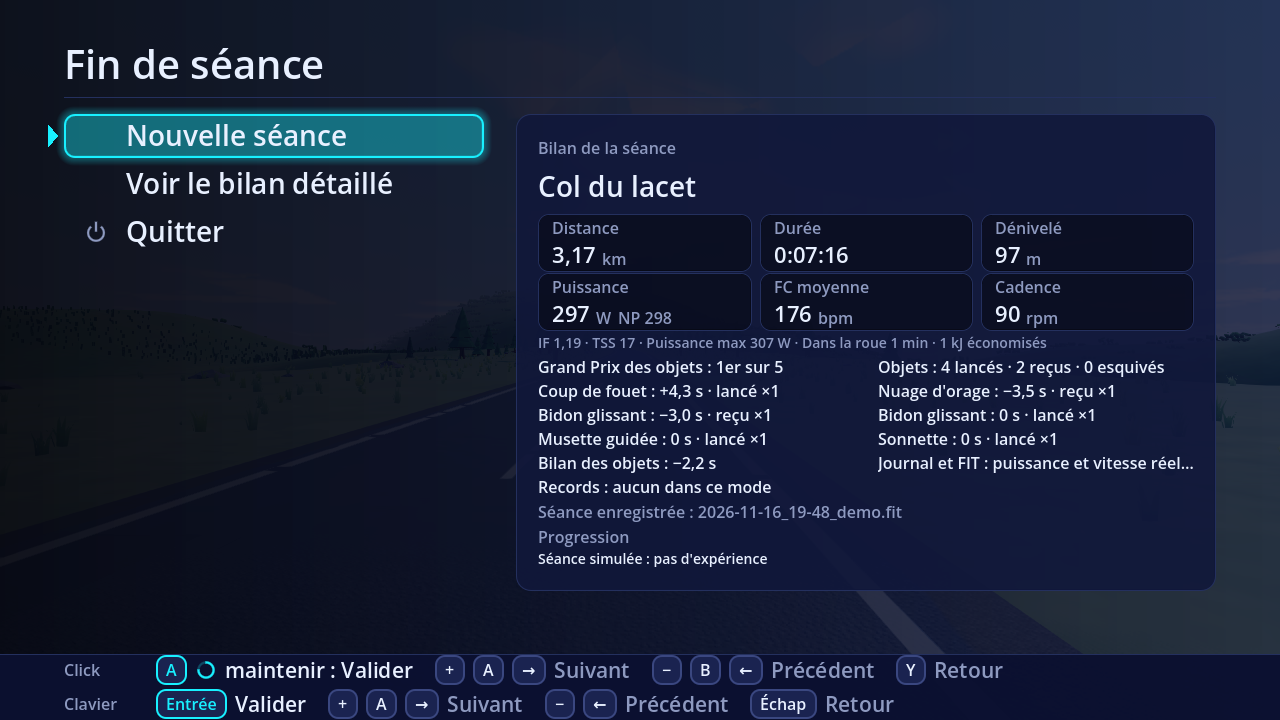 Fin de séance
Nouvelle séance
Voir le bilan détaillé
Quitter
Bilan de la séance
Col du lacet
Distance
3,17 km
Durée
0:07:16
Dénivelé
97 m
Puissance
297 W NP 298
FC moyenne
176 bpm
Cadence
90 rpm
IF 1,19 · TSS 17 · Puissance max 307 W · Dans la roue 1 min · 1 kJ économisés
Grand Prix des objets : 1er sur 5
Objets : 4 lancés · 2 reçus · 0 esquivés
Coup de fouet : +4,3 s · lancé ×1
Nuage d'orage : −3,5 s · reçu ×1
Bidon glissant : −3,0 s · reçu ×1
Bidon glissant : 0 s · lancé ×1
Musette guidée : 0 s · lancé ×1
Sonnette : 0 s · lancé ×1
Bilan des objets : −2,2 s
Journal et FIT : puissance et vitesse réel...
Records : aucun dans ce mode
Séance enregistrée : 2026-11-16_19-48_demo.fit
Progression
Séance simulée : pas d'expérience
Click A maintenir : Valider + A → Suivant − B ← Précédent Y Retour
Clavier Entrée Valider + A → Suivant − ← Précédent Échap Retour